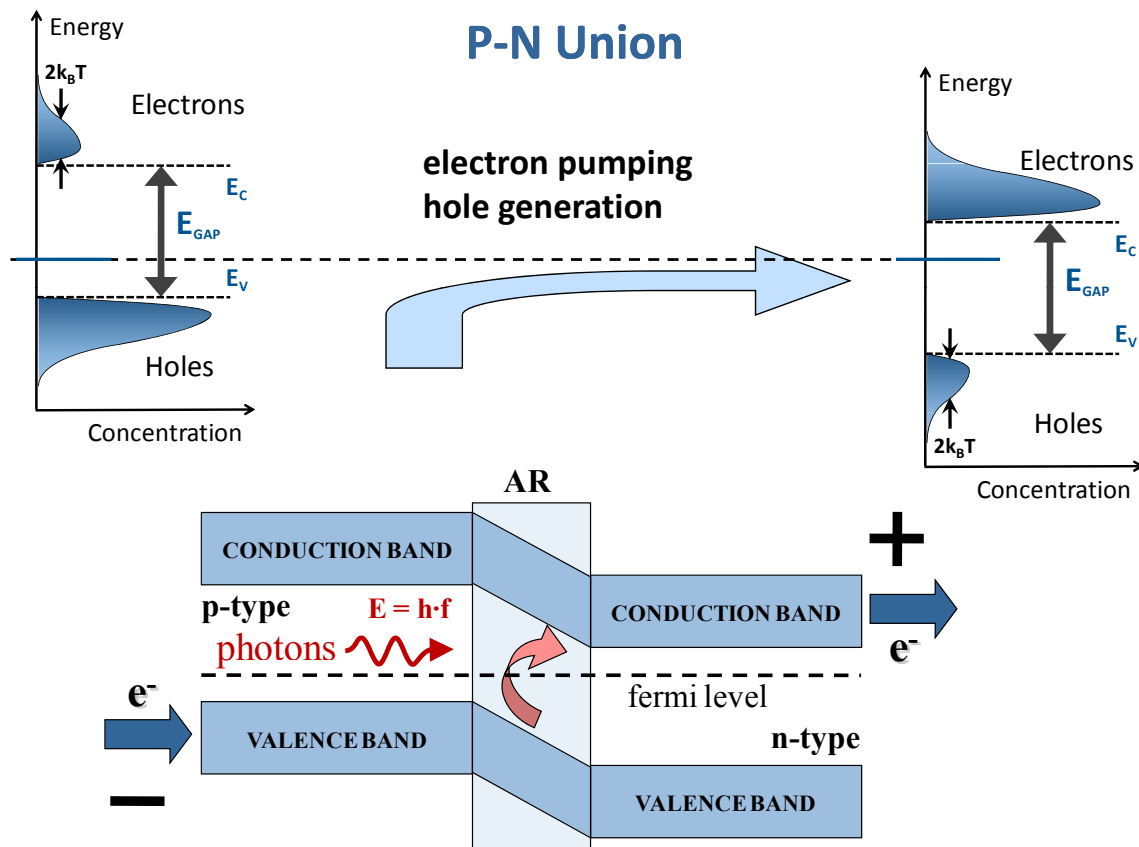 P-N Union
Energy
2kBT
Electrons
EC
EGAP
EV
Holes
Concentration
electron pumping
hole generation
Energy
Electrons
EC
EGAP
EV
Holes
2kBT
Concentration
AR
CONDUCTION BAND
p-type
E = h·f
photons
CONDUCTION BAND
+
e-
e-
fermi level
VALENCE BAND
n-type
VALENCE BAND
—